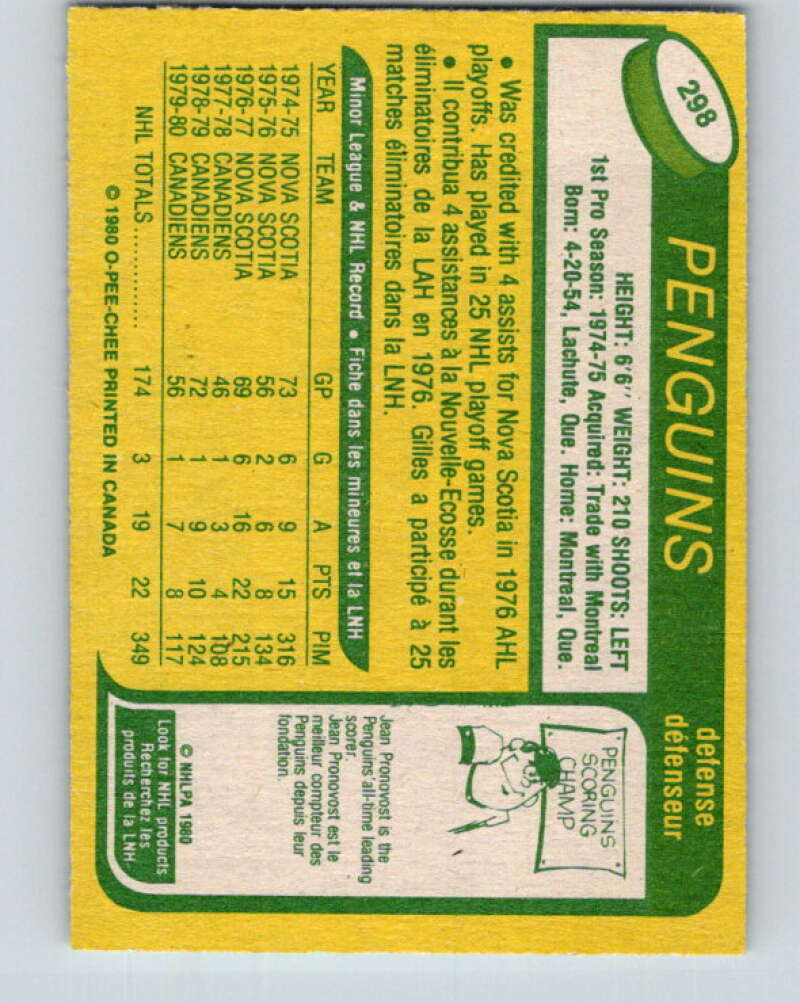 298
PENGUINS
defense
défenseur
HEIGHT: 6'6" WEIGHT: 210 SHOOTS: LEFT
1st Pro Season: 1974-75 Acquired: Trade with Montreal
Born: 4-20-54, Lachute, Que. Home: Montreal, Que.
• Was credited with 4 assists for Nova Scotia in 1976 AHL
playoffs. Has played in 25 NHL playoff games.
• Il contribua 4 assistances à la Nouvelle-Ecosse durant les
éliminatoires de la LAH en 1976. Gilles a participé à 25
matches éliminatoires dans la LNH.
Minor League & NHL Record • Fiche dans les mineures et la LNH
YEAR TEAM GP G A PTS PIM
1974-75 NOVA SCOTIA 73 6 9 15 316
1975-76 NOVA SCOTIA 56 2 6 8 134
1976-77 NOVA SCOTIA 69 6 16 22 215
1977-78 CANADIENS 46 1 3 4 108
1978-79 CANADIENS 72 1 9 10 124
1979-80 CANADIENS 56 1 7 8 117
NHL TOTALS .............. 174 3 19 22 349
© 1980 O-PEE-CHEE PRINTED IN CANADA
PENGUINS
SCORING
CHAMP
Jean Pronovost is the
Penguins' all-time leading
scorer.
Jean Pronovost est le
meilleur compteur des
Penguins depuis leur
fondation.
© NHLPA 1980
Look for NHL products
Recherchez les
produits de la LNH